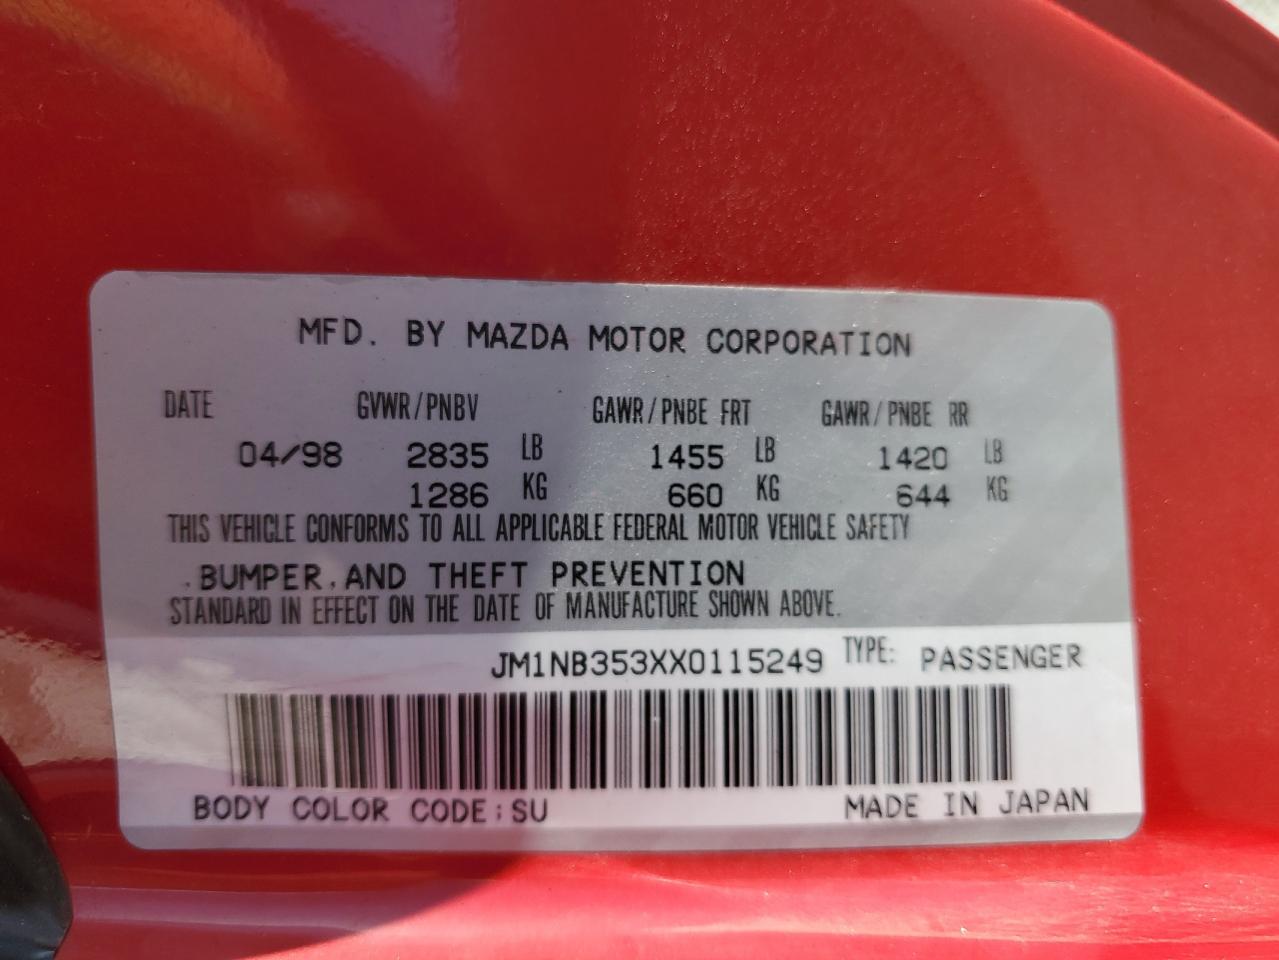 MFD. BY MAZDA MOTOR CORPORATION
DATE GVWR/PNBV GAWR/PNBE FRT GAWR/PNBE RR
04/98 2835 LB 1455 LB 1420 LB
1286 KG 660 KG 644 KG
THIS VEHICLE CONFORMS TO ALL APPLICABLE FEDERAL MOTOR VEHICLE SAFETY
.BUMPER.AND THEFT PREVENTION
STANDARD IN EFFECT ON THE DATE OF MANUFACTURE SHOWN ABOVE.
JM1NB353XX0115249 TYPE: PASSENGER
BODY COLOR CODE:SU MADE IN JAPAN